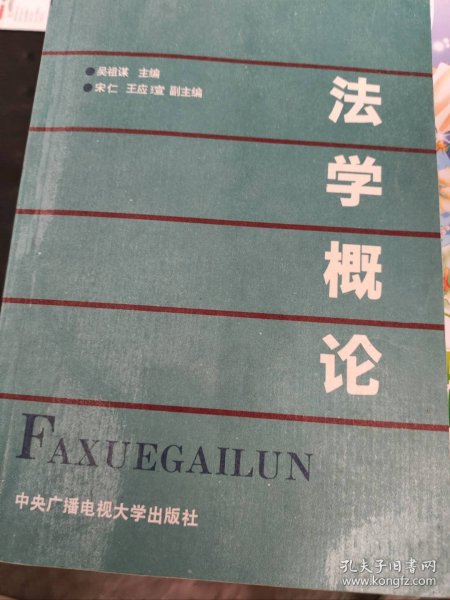 ●吴祖谋 主编
●宋仁 王应瑄 副主编
法学概论
FAXUEGAILUN
中央广播电视大学出版社
孔夫子旧书网
www.kongfz.com